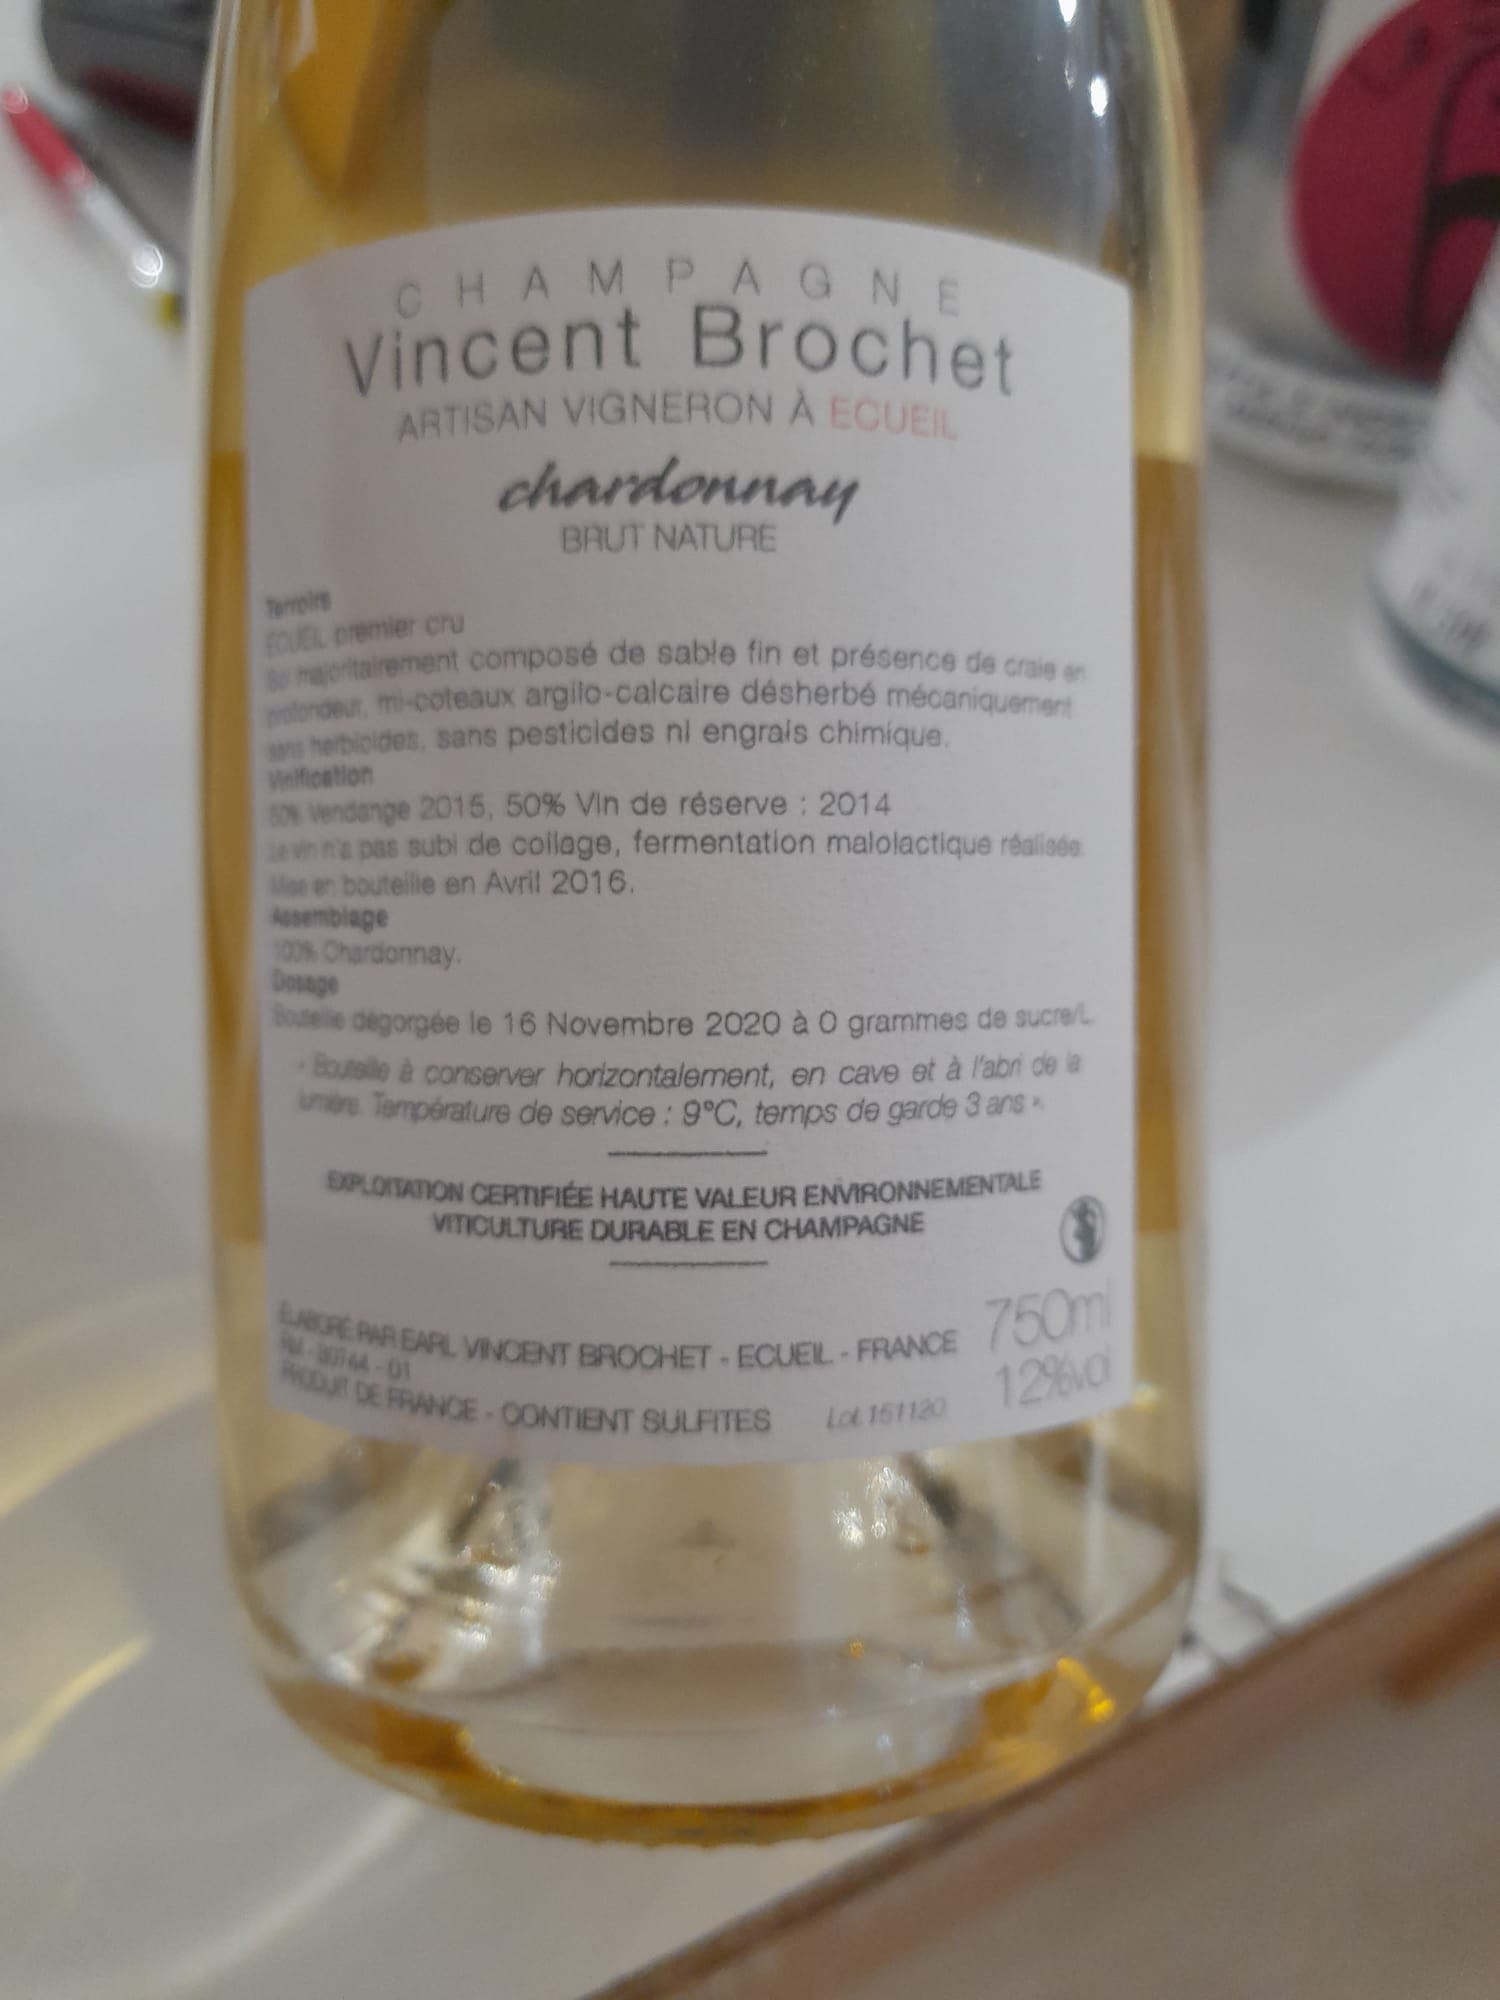 CHAMPAGNE
Vincent Brochet
ARTISAN VIGNERON À ECUEIL
chardonnay
BRUT NATURE
Terroirs
ECUEIL premier cru
Sol majoritairement composé de sable fin et présence de craie en
profondeur, mi-coteaux argilo-calcaire désherbé mécaniquement
sans herbicides, sans pesticides ni engrais chimique.
Vinification
50% Vendange 2015, 50% Vin de réserve : 2014
Le vin n'a pas subi de collage, fermentation malolactique réalisée.
Mise en bouteille en Avril 2016.
Assemblage
100% Chardonnay.
Dosage
Bouteille dégorgée le 16 Novembre 2020 à 0 grammes de sucre/L.
« Bouteille à conserver horizontalement, en cave et à l'abri de la
lumière. Température de service : 9°C, temps de garde 3 ans ».
EXPLOITATION CERTIFIÉE HAUTE VALEUR ENVIRONNEMENTALE
VITICULTURE DURABLE EN CHAMPAGNE
ÉLABORÉ PAR EARL VINCENT BROCHET - ECUEIL - FRANCE
750ml
12%vol
PRODUIT DE FRANCE - CONTIENT SULFITES
Lot 151120